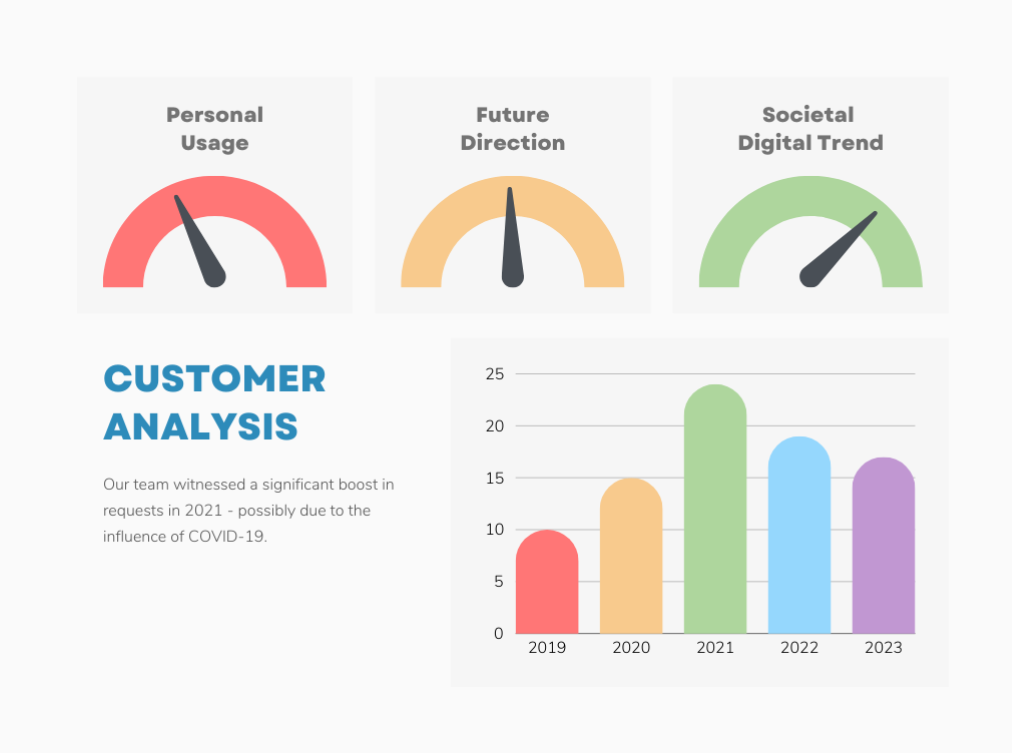 Personal
Usage
Future
Direction
Societal
Digital Trend
CUSTOMER
ANALYSIS
Our team witnessed a significant boost in
requests in 2021 - possibly due to the
influence of COVID-19.
25
20
15
10
5
0
2019 2020 2021 2022 2023